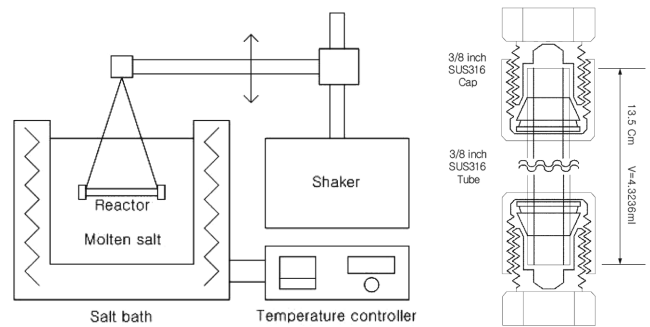 Reactor
Molten salt
Salt bath
Shaker
Temperature controller
3/8 inch
SUS316
Cap
3/8 inch
SUS316
Tube
13.5 Cm
V=4.3236ml